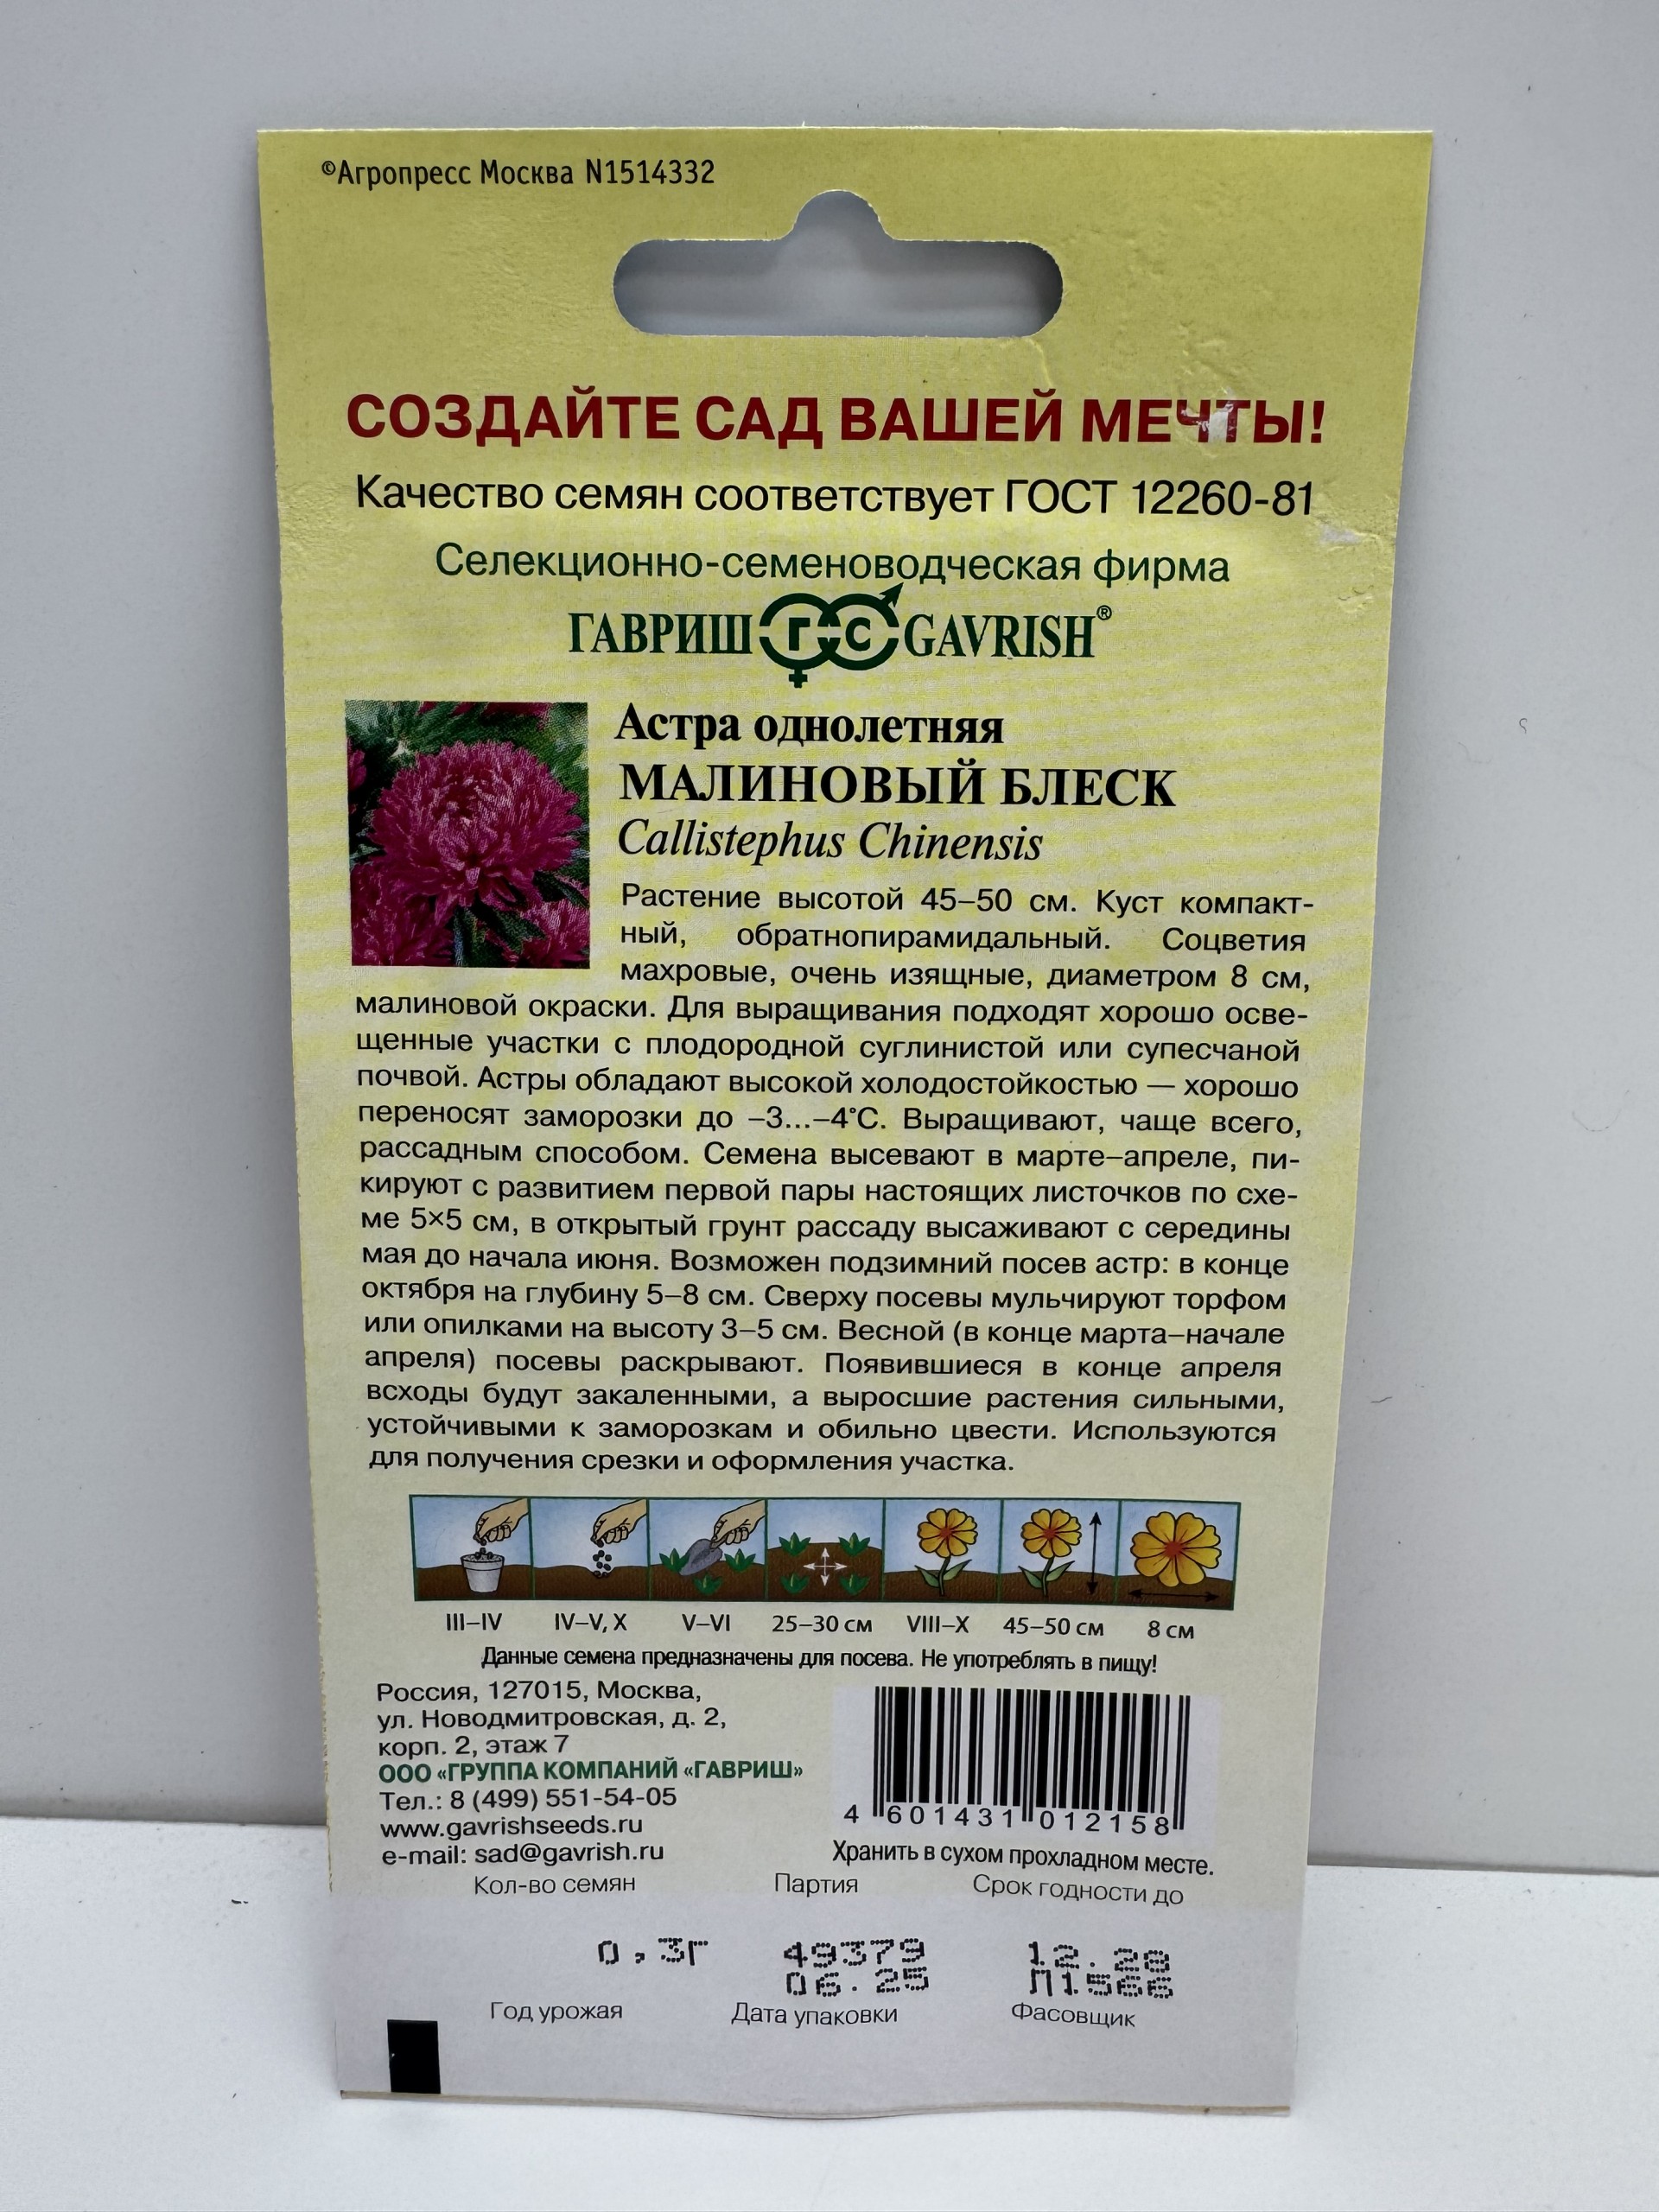 ©Агропресс Москва N1514332
СОЗДАЙТЕ САД ВАШЕЙ МЕЧТЫ!
Качество семян соответствует ГОСТ 12260-81
Селекционно-семеноводческая фирма
ГАВРИШ ГС GAVRISH®
Астра однолетняя
МАЛИНОВЫЙ БЛЕСК
Callistephus Chinensis
Растение высотой 45–50 см. Куст компакт-
ный, обратнопирамидальный. Соцветия
махровые, очень изящные, диаметром 8 см,
малиновой окраски. Для выращивания подходят хорошо осве-
щенные участки с плодородной суглинистой или супесчаной
почвой. Астры обладают высокой холодостойкостью — хорошо
переносят заморозки до –3...–4°С. Выращивают, чаще всего,
рассадным способом. Семена высевают в марте–апреле, пи-
кируют с развитием первой пары настоящих листочков по схе-
ме 5×5 см, в открытый грунт рассаду высаживают с середины
мая до начала июня. Возможен подзимний посев астр: в конце
октября на глубину 5–8 см. Сверху посевы мульчируют торфом
или опилками на высоту 3–5 см. Весной (в конце марта–начале
апреля) посевы раскрывают. Появившиеся в конце апреля
всходы будут закаленными, а выросшие растения сильными,
устойчивыми к заморозкам и обильно цвести. Используются
для получения срезки и оформления участка.
III–IV IV–V, X V–VI 25–30 см VIII–X 45–50 см 8 см
Данные семена предназначены для посева. Не употреблять в пищу!
Россия, 127015, Москва,
ул. Новодмитровская, д. 2,
корп. 2, этаж 7
ООО «ГРУППА КОМПАНИЙ «ГАВРИШ»
Тел.: 8 (499) 551-54-05
www.gavrishseeds.ru
e-mail: sad@gavrish.ru
4 601431 012158
Хранить в сухом прохладном месте.
Кол-во семян Партия Срок годности до
0,3Г 49379 12.28
06.25 П1566
Год урожая Дата упаковки Фасовщик